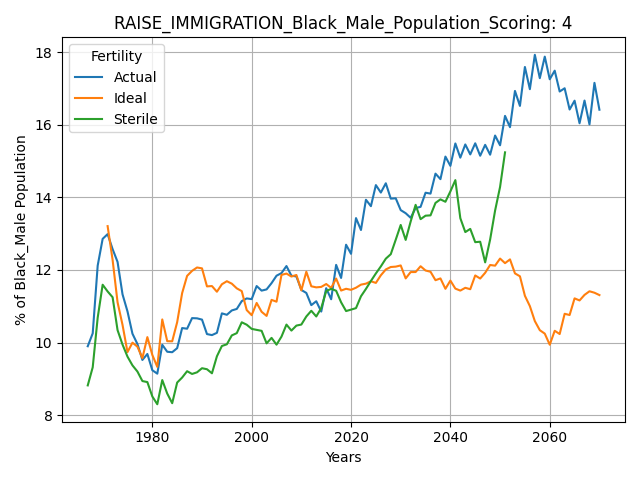 RAISE_IMMIGRATION_Black_Male_Population_Scoring: 4
Fertility
Actual
Ideal
Sterile
% of Black_Male Population
18
16
14
12
10
8
1980 2000 2020 2040 2060
Years